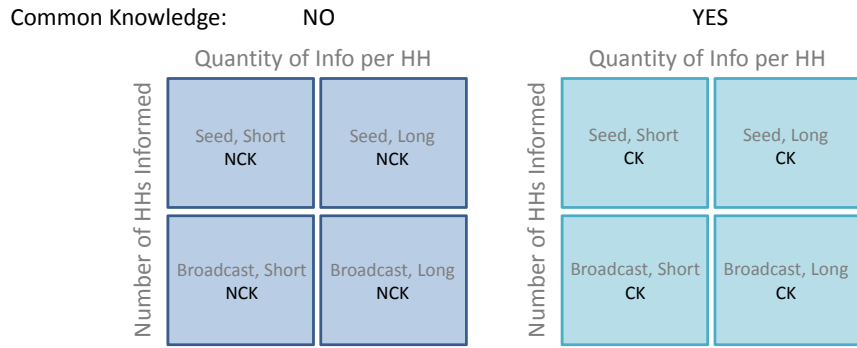 Common Knowledge: NO YES
Quantity of Info per HH Quantity of Info per HH
Number of HHs Informed
Seed, Short Seed, Long
NCK NCK
Broadcast, Short Broadcast, Long
NCK NCK
Number of HHs Informed
Seed, Short Seed, Long
CK CK
Broadcast, Short Broadcast, Long
CK CK